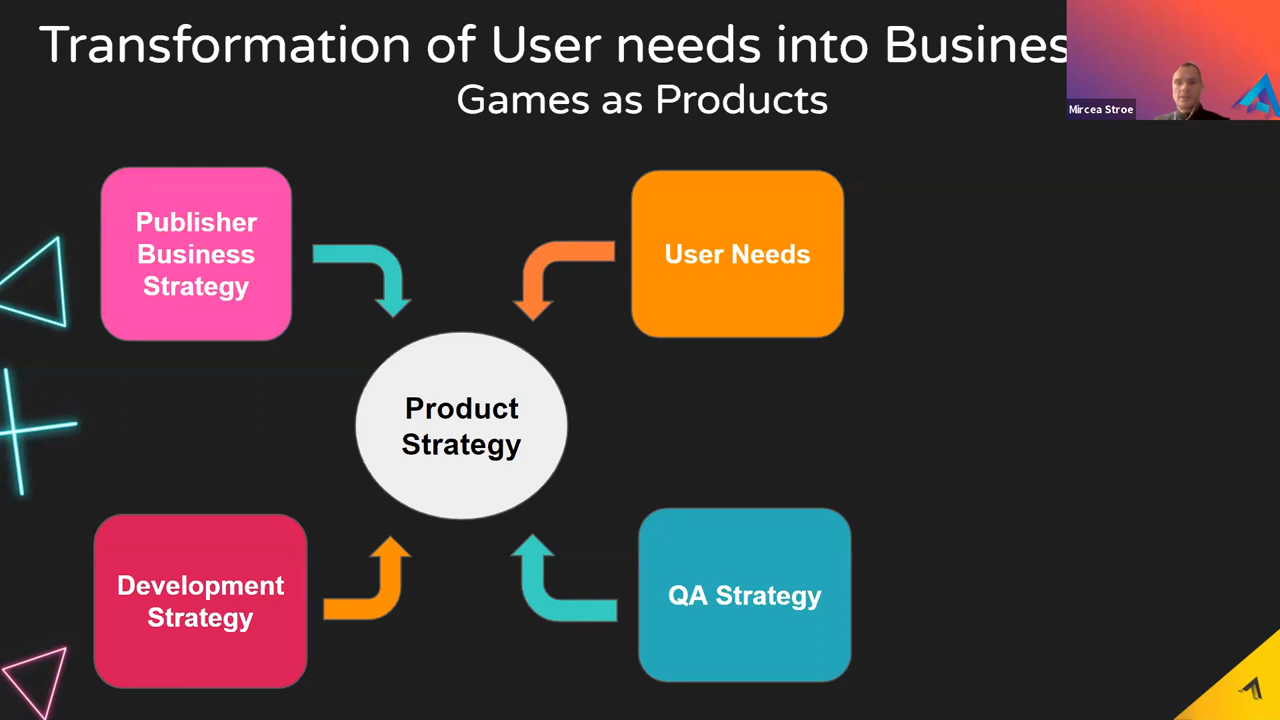 Transformation of User needs into Busines
Games as Products
Mircea Stroe
Publisher
Business
Strategy
User Needs
Product
Strategy
Development
Strategy
QA Strategy